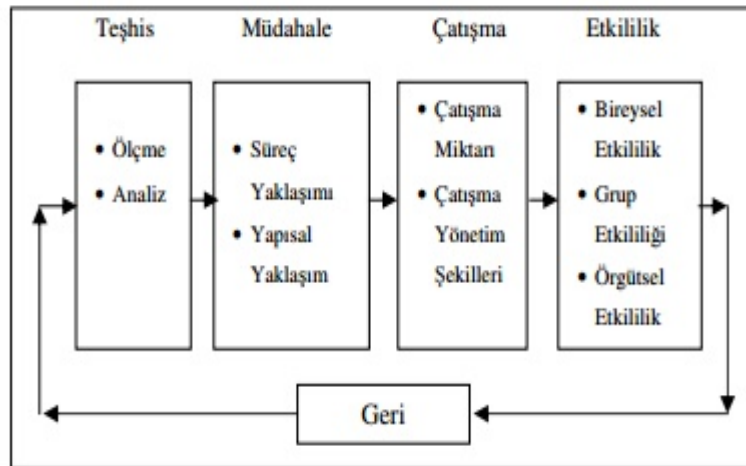 Teşhis
Müdahale
Çatışma
Etkililik
• Ölçme
• Analiz
• Süreç
Yaklaşımı
• Yapısal
Yaklaşım
• Çatışma
Miktarı
• Çatışma
Yönetim
Şekilleri
• Bireysel
Etkililik
• Grup
Etkililiği
• Örgütsel
Etkililik
Geri